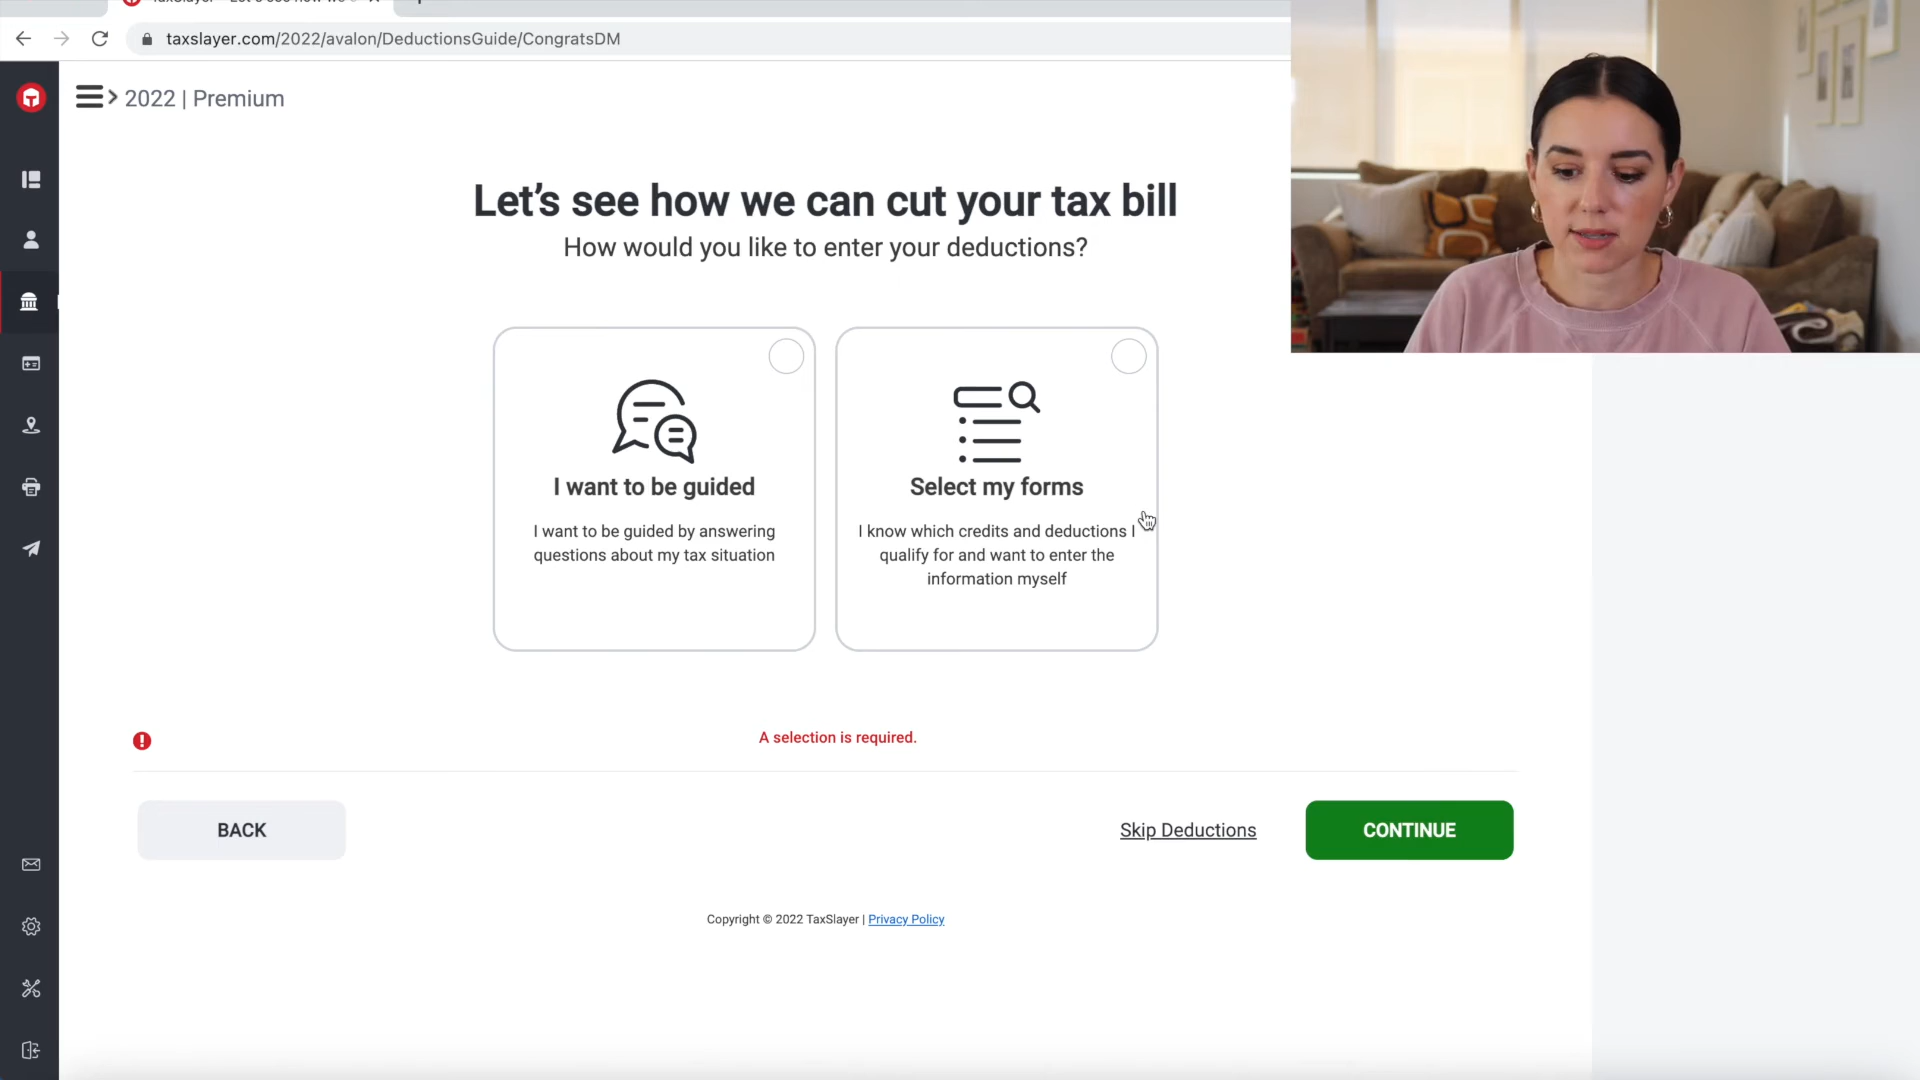 taxslayer.com/2022/avalon/DeductionsGuide/CongratsDM
2022 | Premium
Let's see how we can cut your tax bill
How would you like to enter your deductions?
I want to be guided
I want to be guided by answering
questions about my tax situation
Select my forms
I know which credits and deductions I
qualify for and want to enter the
information myself
A selection is required.
BACK
Skip Deductions
CONTINUE
Copyright © 2022 TaxSlayer | Privacy Policy